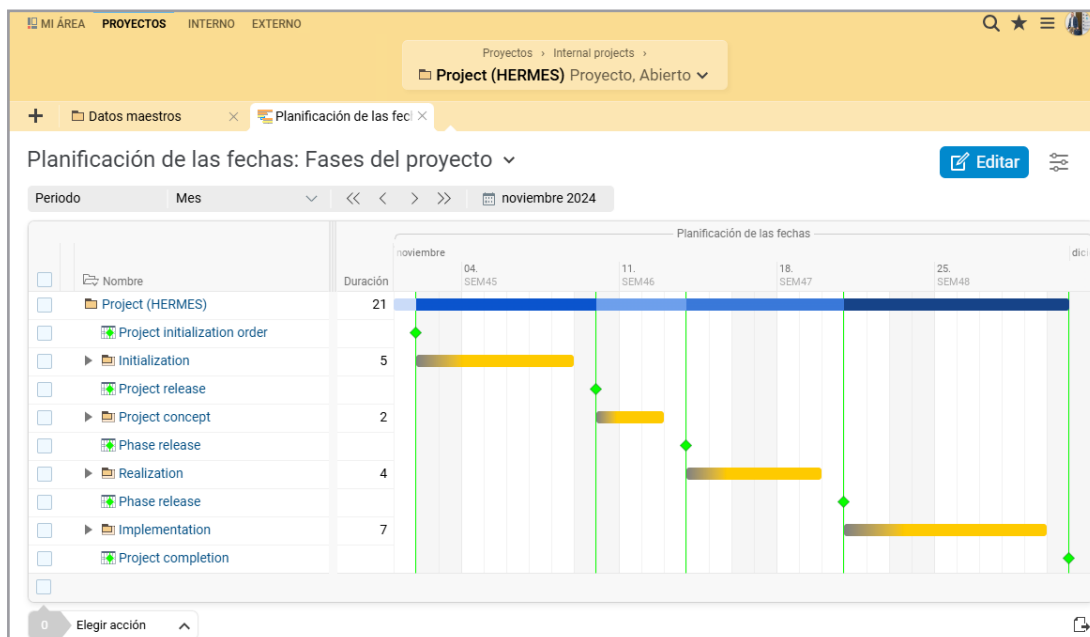 MI ÁREA PROYECTOS INTERNO EXTERNO
Proyectos › Internal projects ›
Project (HERMES) Proyecto, Abierto
+ Datos maestros × Planificación de las fec ×
Planificación de las fechas: Fases del proyecto
Editar
Periodo Mes noviembre 2024
Planificación de las fechas
noviembre dici
04. 11. 18. 25.
Nombre Duración SEM45 SEM46 SEM47 SEM48
Project (HERMES) 21
Project initialization order
Initialization 5
Project release
Project concept 2
Phase release
Realization 4
Phase release
Implementation 7
Project completion
0 Elegir acción